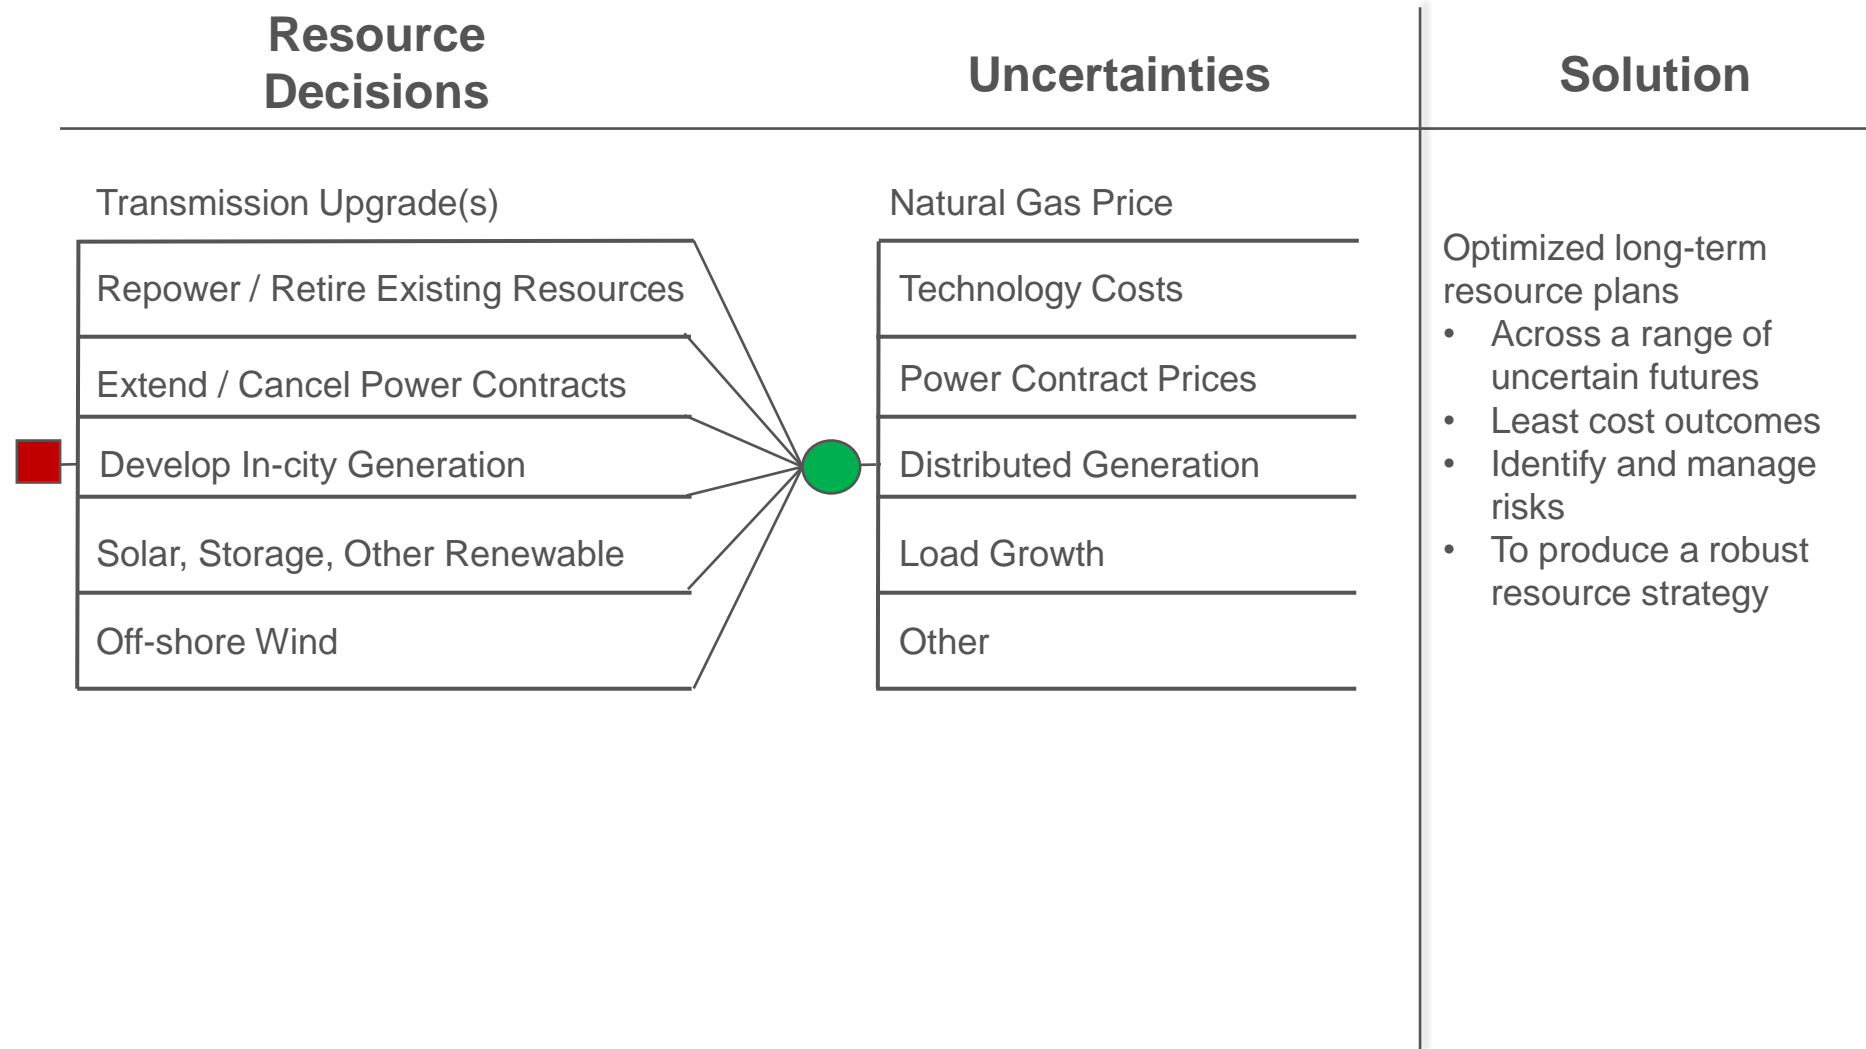 Resource
Decisions
Uncertainties
Solution
Transmission Upgrade(s)
Repower / Retire Existing Resources
Extend / Cancel Power Contracts
Develop In-city Generation
Solar, Storage, Other Renewable
Off-shore Wind
Natural Gas Price
Technology Costs
Power Contract Prices
Distributed Generation
Load Growth
Other
Optimized long-term
resource plans
• Across a range of
uncertain futures
• Least cost outcomes
• Identify and manage
risks
• To produce a robust
resource strategy